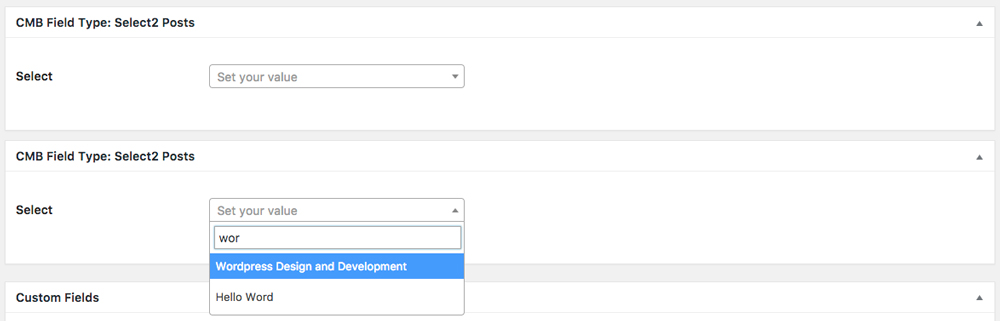 CMB Field Type: Select2 Posts
Select
Set your value
CMB Field Type: Select2 Posts
Select
Set your value
wor
Wordpress Design and Development
Hello Word
Custom Fields